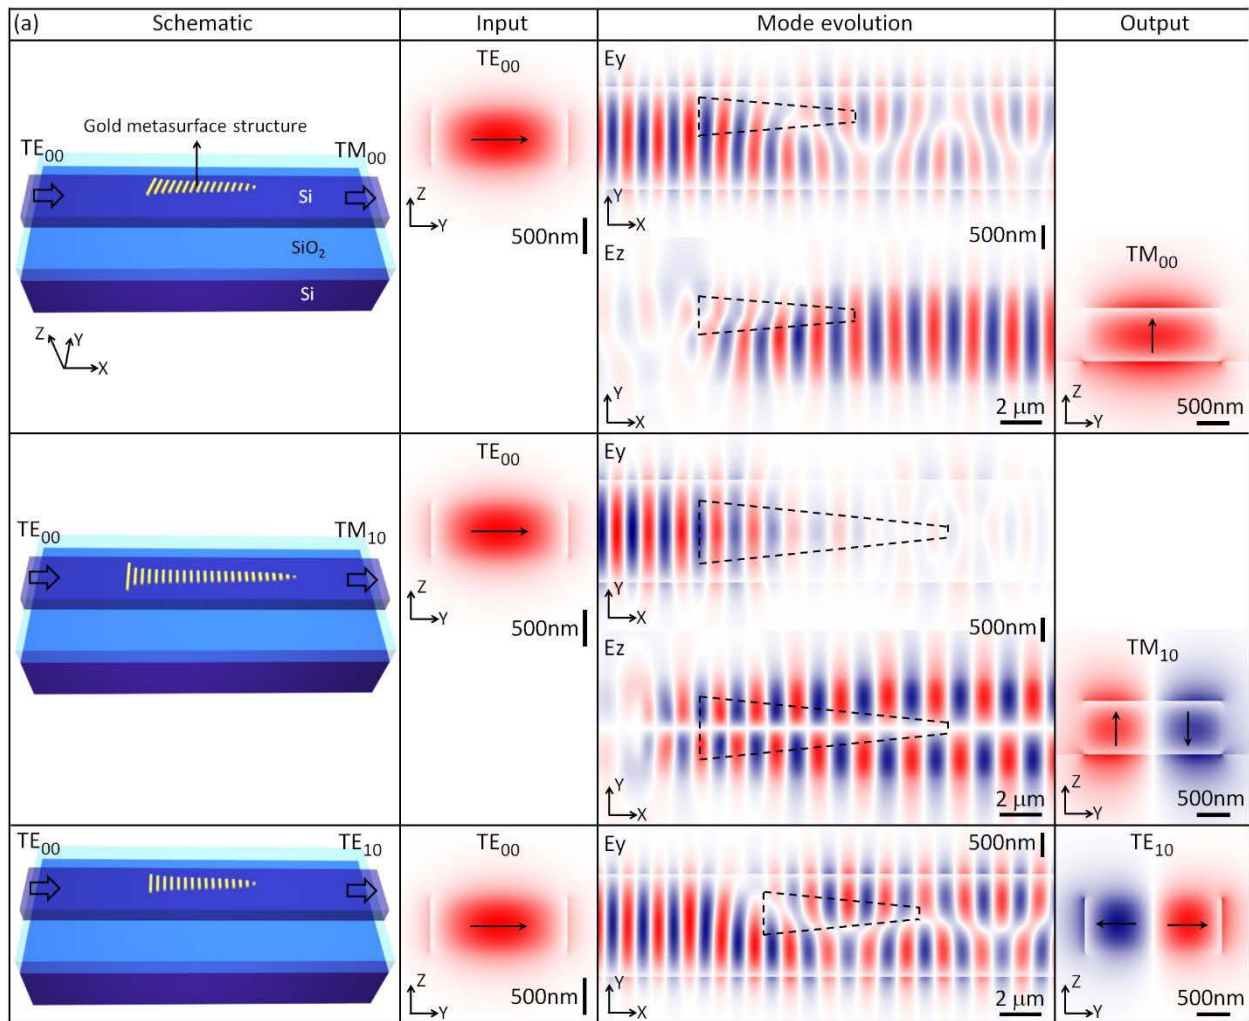 (a) Schematic Input Mode evolution Output
Gold metasurface structure
TE₀₀
TM₀₀
Si
SiO₂
Si
Z Y
X
TE₀₀
Z
Y
500nm
Ey
Y
X
500nm
Ez
Y
X
2 μm
TM₀₀
Z
Y
500nm
TE₀₀
TM₁₀
TE₀₀
Z
Y
500nm
Ey
Y
X
500nm
Ez
Y
X
2 μm
TM₁₀
Z
Y
500nm
TE₀₀
TE₁₀
TE₀₀
Z
Y
500nm
Ey
500nm
Y
X
2 μm
TE₁₀
Z
Y
500nm